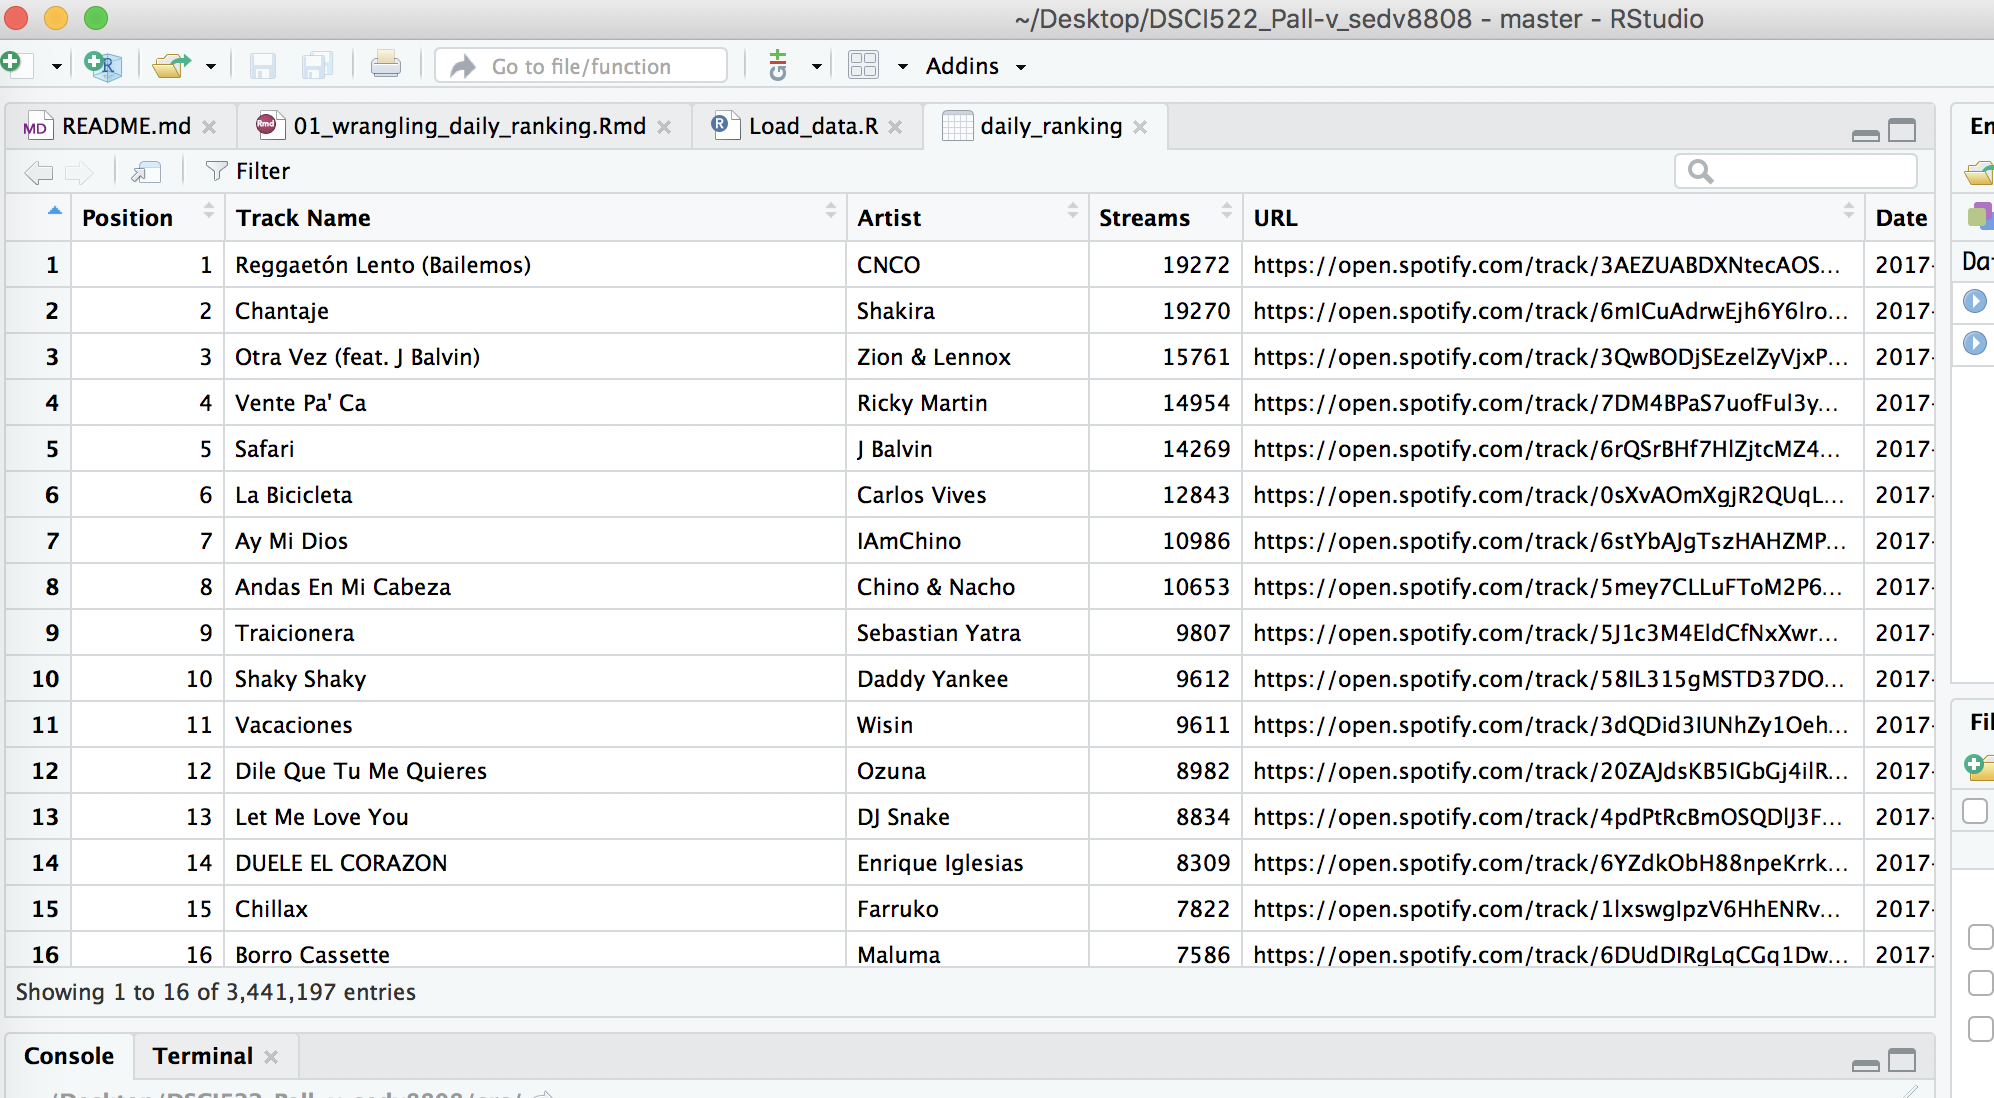 ~/Desktop/DSCI522_Pall-v_sedv8808 - master - RStudio
Go to file/function Addins
README.md 01_wrangling_daily_ranking.Rmd Load_data.R daily_ranking
Filter
Position Track Name Artist Streams URL Date
1 1 Reggaetón Lento (Bailemos) CNCO 19272 https://open.spotify.com/track/3AEZUABDXNtecAOS... 2017-
2 2 Chantaje Shakira 19270 https://open.spotify.com/track/6mICuAdrwEjh6Y6lro... 2017-
3 3 Otra Vez (feat. J Balvin) Zion & Lennox 15761 https://open.spotify.com/track/3QwBODjSEzelZyVjxP... 2017-
4 4 Vente Pa' Ca Ricky Martin 14954 https://open.spotify.com/track/7DM4BPaS7uofFul3y... 2017-
5 5 Safari J Balvin 14269 https://open.spotify.com/track/6rQSrBHf7HlZjtcMZ4... 2017-
6 6 La Bicicleta Carlos Vives 12843 https://open.spotify.com/track/0sXvAOmXgjR2QUqL... 2017-
7 7 Ay Mi Dios IAmChino 10986 https://open.spotify.com/track/6stYbAJgTszHAHZMP... 2017-
8 8 Andas En Mi Cabeza Chino & Nacho 10653 https://open.spotify.com/track/5mey7CLLuFToM2P6... 2017-
9 9 Traicionera Sebastian Yatra 9807 https://open.spotify.com/track/5J1c3M4EldCfNxXwr... 2017-
10 10 Shaky Shaky Daddy Yankee 9612 https://open.spotify.com/track/58IL315gMSTD37DO... 2017-
11 11 Vacaciones Wisin 9611 https://open.spotify.com/track/3dQDid3IUNhZy1Oeh... 2017-
12 12 Dile Que Tu Me Quieres Ozuna 8982 https://open.spotify.com/track/20ZAJdsKB5IGbGj4ilR... 2017-
13 13 Let Me Love You DJ Snake 8834 https://open.spotify.com/track/4pdPtRcBmOSQDlJ3F... 2017-
14 14 DUELE EL CORAZON Enrique Iglesias 8309 https://open.spotify.com/track/6YZdkObH88npeKrrk... 2017-
15 15 Chillax Farruko 7822 https://open.spotify.com/track/1lxswgIpzV6HhENRv... 2017-
16 16 Borro Cassette Maluma 7586 https://open.spotify.com/track/6DUdDIRgLqCGq1Dw... 2017-
Showing 1 to 16 of 3,441,197 entries
Console Terminal